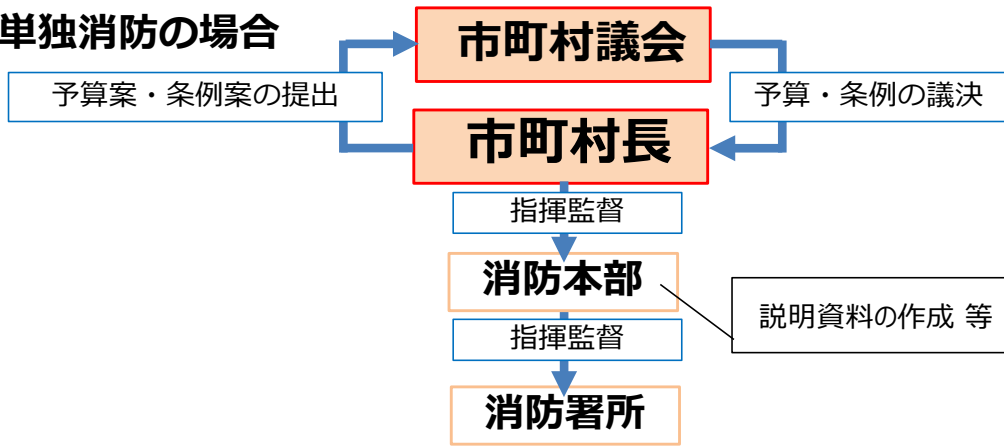 単独消防の場合
市町村議会
予算案・条例案の提出
予算・条例の議決
市町村長
指揮監督
消防本部
説明資料の作成 等
指揮監督
消防署所